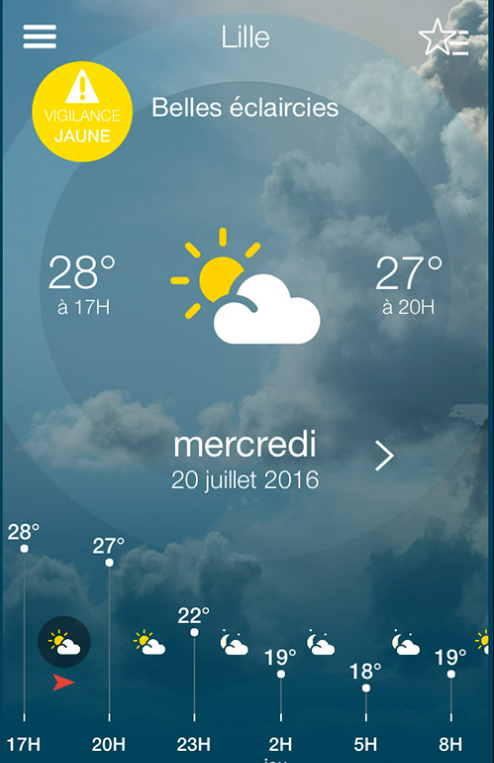 Lille
VIGILANCE
JAUNE
Belles éclaircies
28°
à 17H
27°
à 20H
mercredi
20 juillet 2016
28°
27°
22°
19°
18°
19°
17H
20H
23H
2H
5H
8H